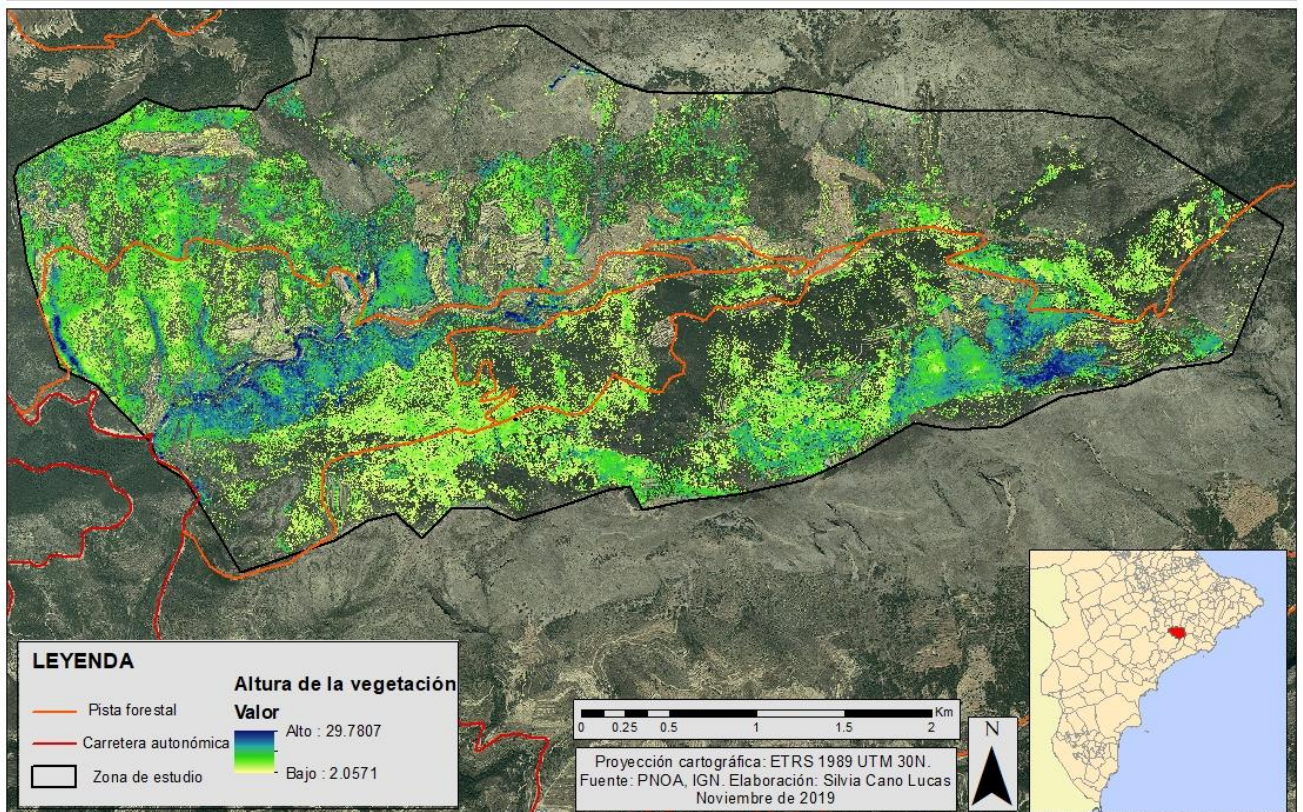 LEYENDA
Pista forestal
Carretera autonómica
Zona de estudio
Altura de la vegetación
Valor
Alto : 29.7807
Bajo : 2.0571
0 0.25 0.5 1 1.5 2 Km
Proyección cartográfica: ETRS 1989 UTM 30N.
Fuente: PNOA, IGN. Elaboración: Silvia Cano Lucas
Noviembre de 2019
N